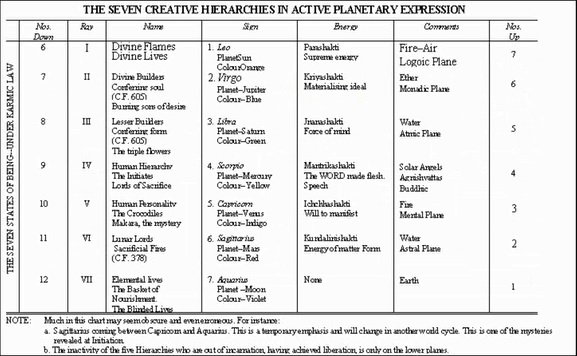 THE SEVEN CREATIVE HIERARCHIES IN ACTIVE PLANETARY EXPRESSION
Nos. Down Ray Name Sign Energy Comments Nos. Up
THE SEVEN STATES OF BEING--UNDER KARMIC LAW
6 I Divine Flames 1. Leo Parashakti Fire–Air 7
Divine Lives Planet–Sun Supreme energy Logoic Plane
Colour–Orange
7 II Divine Builders 2. Virgo Kriyashakti Ether 6
Conferring soul Planet–Jupiter Materialising ideal Monadic Plane
(C.F. 605) Colour–Blue
Burning sons of desire
8 III Lesser Builders 3. Libra Jnanashakti Water 5
Conferring form Planet–Saturn Force of mind Atmic Plane
(C.F. 605) Colour–Green
The triple flowers
9 IV Human Hierarchy 4. Scorpio Mantrikashakti Solar Angels 4
The Initiates Planet–Mercury The WORD made flesh. Agnishvattas
Lords of Sacrifice Colour–Yellow Speech Buddhic
10 V Human Personality 5. Capricorn Ichchhashakti Fire 3
The Crocodiles Planet–Venus Will to manifest Mental Plane
Makara, the mystery Colour–Indigo
11 VI Lunar Lords 6. Sagittarius Kundalinishakti Water 2
Sacrificial Fires Planet–Mars Energy of matter Form Astral Plane
(C.F. 378) Colour–Red
12 VII Elemental lives 7. Aquarius None Earth 1
The Basket of Planet –Moon
Nourishment. Colour–Violet
The Blinded Lives
NOTE: Much in this chart may seem obscure and even erroneous. For instance:
a. Sagittarius coming between Capricorn and Aquarius. This is a temporary emphasis and will change in another world cycle. This is one of the mysteries
revealed at Initiation.
b. The inactivity of the five Hierarchies who are out of incarnation, having achieved liberation, is only on the lower planes.